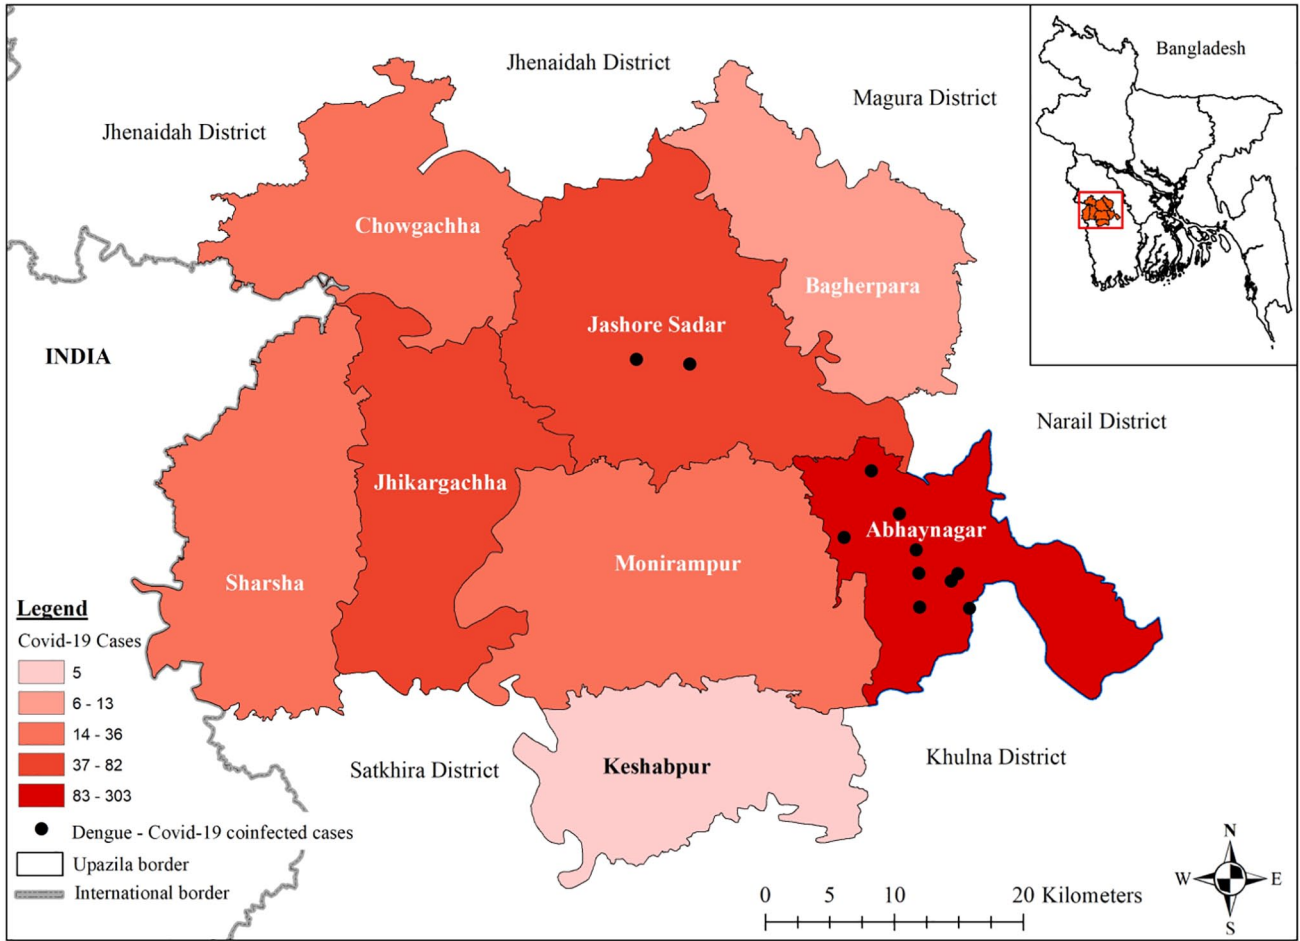 Jhenaidah District
Bangladesh
Magura District
Jhenaidah District
Chowgachha
Bagherpara
Jashore Sadar
INDIA
Narail District
Jhikargachha
Abhaynagar
Monirampur
Sharsha
Legend
Covid-19 Cases
5
6 - 13
14 - 36
37 - 82
83 - 303
Dengue - Covid-19 coinfected cases
Upazila border
International border
Satkhira District
Keshabpur
Khulna District
N
W
E
S
0 5 10 20 Kilometers